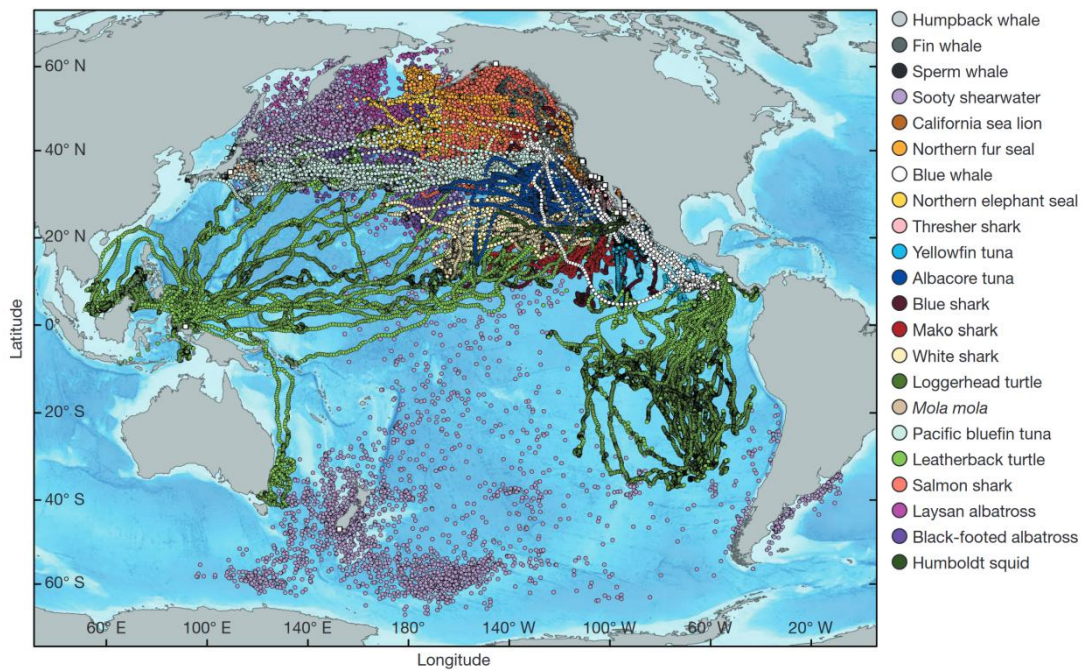 Humpback whale
Fin whale
Sperm whale
Sooty shearwater
California sea lion
Northern fur seal
Blue whale
Northern elephant seal
Thresher shark
Yellowfin tuna
Albacore tuna
Blue shark
Mako shark
White shark
Loggerhead turtle
Mola mola
Pacific bluefin tuna
Leatherback turtle
Salmon shark
Laysan albatross
Black-footed albatross
Humboldt squid
Latitude
60° N
40° N
20° N
0°
20° S
40° S
60° S
60° E 100° E 140° E 180° 140° W 100° W 60° W 20° W
Longitude